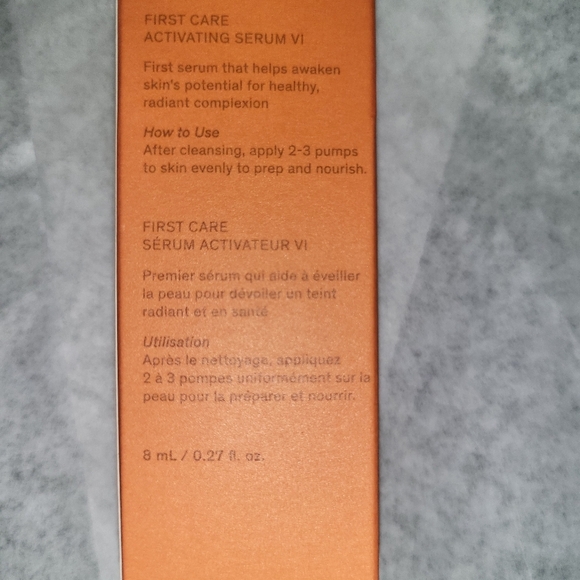 FIRST CARE
ACTIVATING SERUM VI
First serum that helps awaken
skin's potential for healthy,
radiant complexion
How to Use
After cleansing, apply 2-3 pumps
to skin evenly to prep and nourish.
FIRST CARE
SÉRUM ACTIVATEUR VI
Premier sérum qui aide à éveiller
la peau pour dévoiler un teint
radiant et en santé
Utilisation
Après le nettoyage, appliquez
2 à 3 pompes uniformément sur la
peau pour la préparer et nourrir.
8 mL / 0.27 fl. oz.